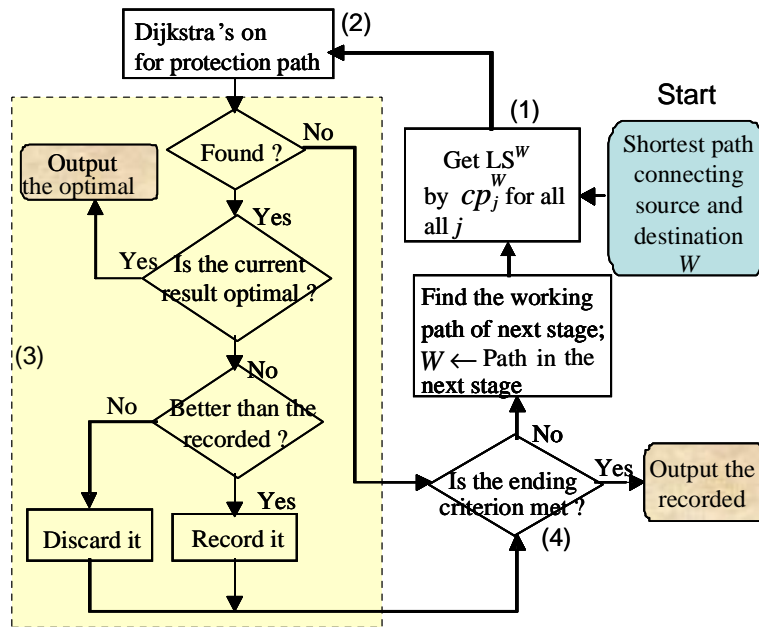 Start
Shortest path
connecting
source and
destination
W
(1)
Get LS^W
by cp_j^W for all
all j
(2)
Dijkstra’s on
for protection path
(3)
Found ?
No
Yes
Is the current
result optimal ?
Yes
Output
the optimal
No
Better than the
recorded ?
No
Discard it
Yes
Record it
(4)
Is the ending
criterion met ?
Yes
Output the
recorded
No
Find the working
path of next stage;
W ← Path in the
next stage